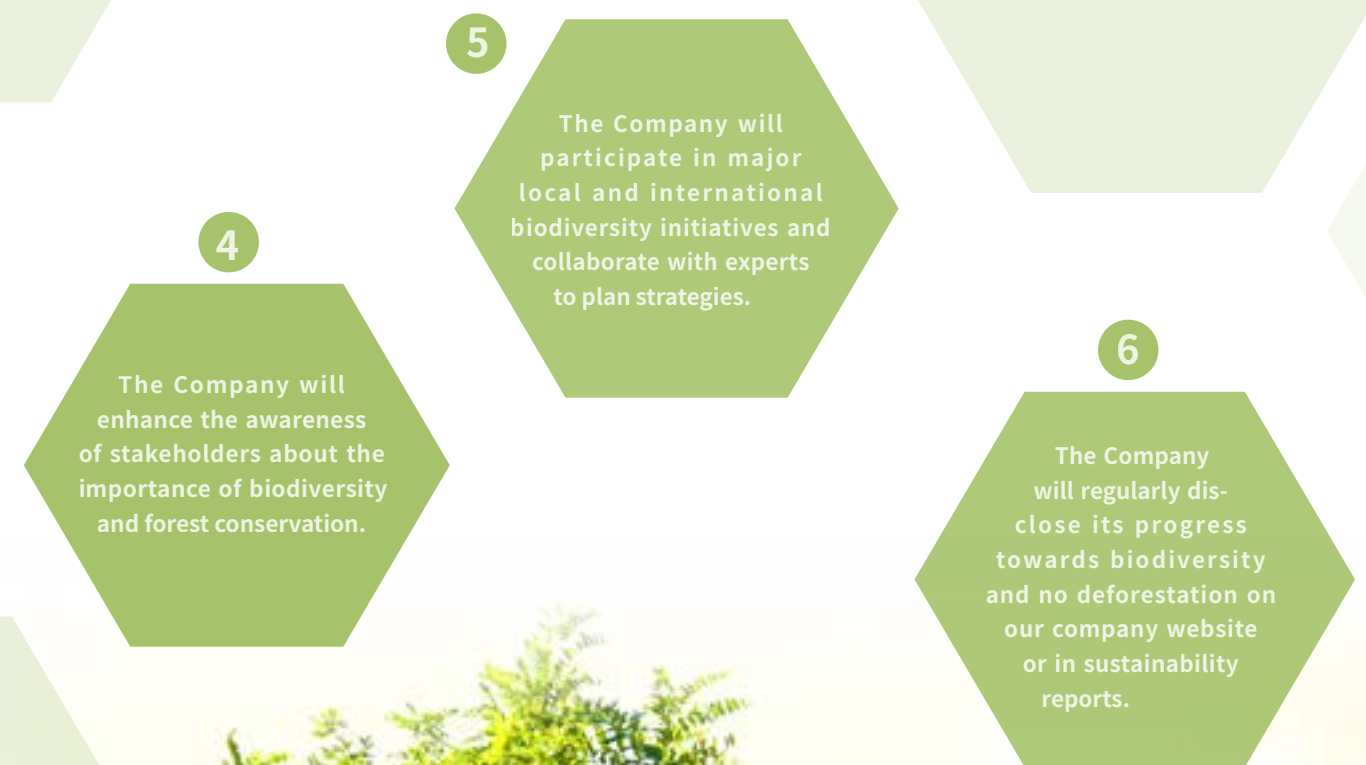 4
The Company will
enhance the awareness
of stakeholders about the
importance of biodiversity
and forest conservation.
5
The Company will
participate in major
local and international
biodiversity initiatives and
collaborate with experts
to plan strategies.
6
The Company
will regularly dis-
close its progress
towards biodiversity
and no deforestation on
our company website
or in sustainability
reports.